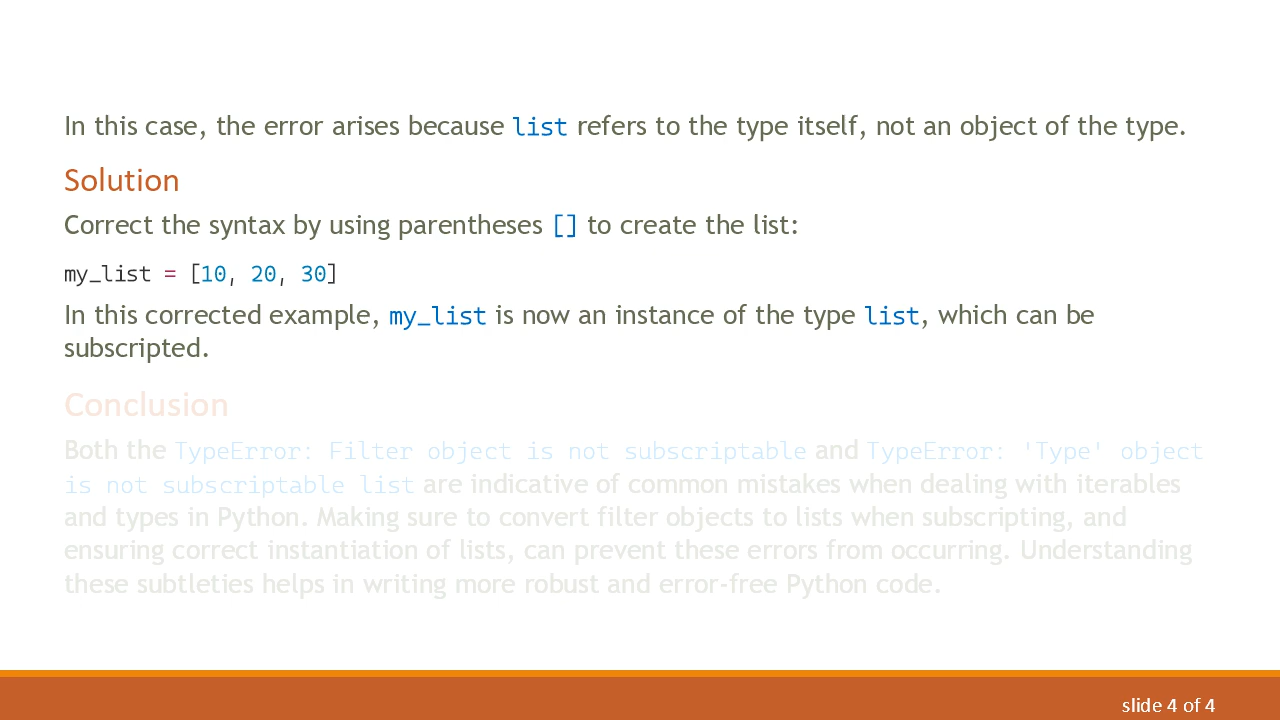 In this case, the error arises because list refers to the type itself, not an object of the type.
Solution
Correct the syntax by using parentheses [] to create the list:
my_list = [10, 20, 30]
In this corrected example, my_list is now an instance of the type list, which can be
subscripted.
Conclusion
Both the TypeError: Filter object is not subscriptable and TypeError: 'Type' object
is not subscriptable list are indicative of common mistakes when dealing with iterables
and types in Python. Making sure to convert filter objects to lists when subscripting, and
ensuring correct instantiation of lists, can prevent these errors from occurring. Understanding
these subtleties helps in writing more robust and error-free Python code.
slide 4 of 4